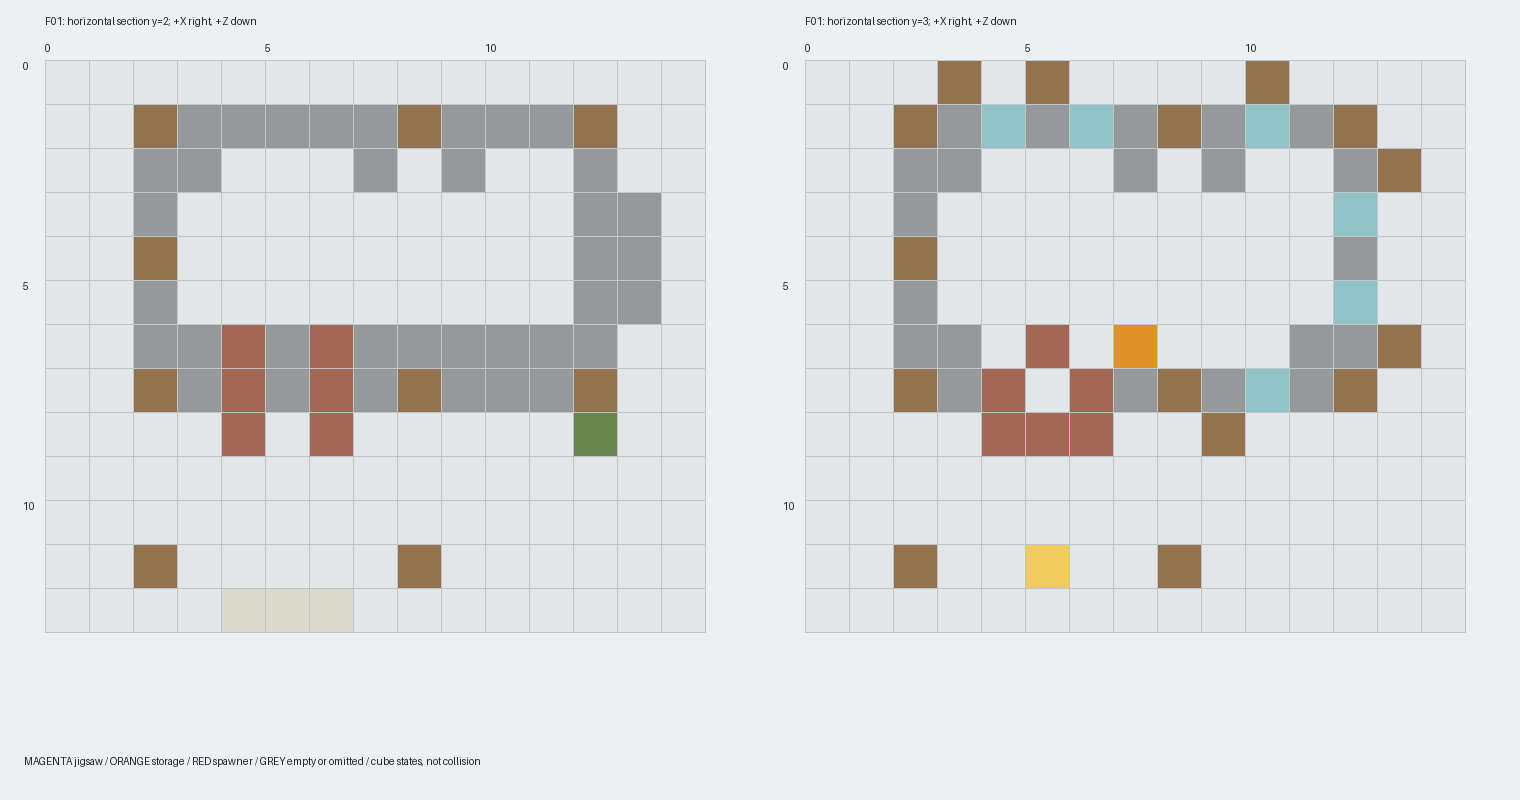 F01: horizontal section y=2; +X right, +Z down
F01: horizontal section y=3; +X right, +Z down
0 5 10
0 5 10
0 0
5 5
10 10
MAGENTA jigsaw / ORANGE storage / RED spawner / GREY empty or omitted / cube states, not collision